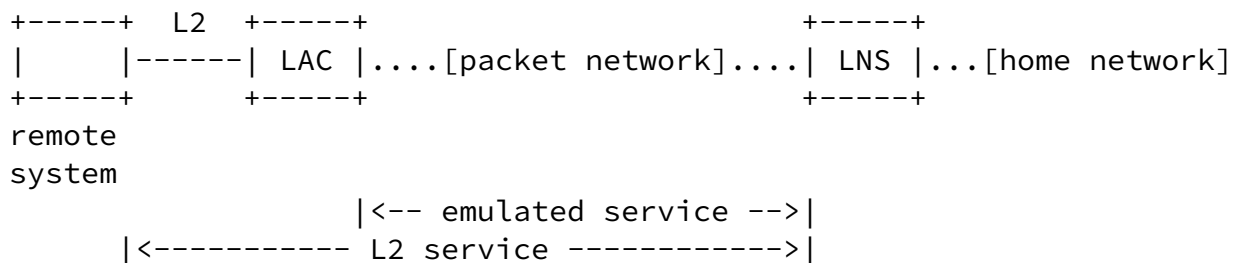 +-----+  L2  +-----+                         +-----+
|     |------| LAC |....[packet network]....| LNS |...[home network]
+-----+      +-----+                         +-----+
remote
system
                   |<-- emulated service -->|
      |<----------- L2 service ------------>|